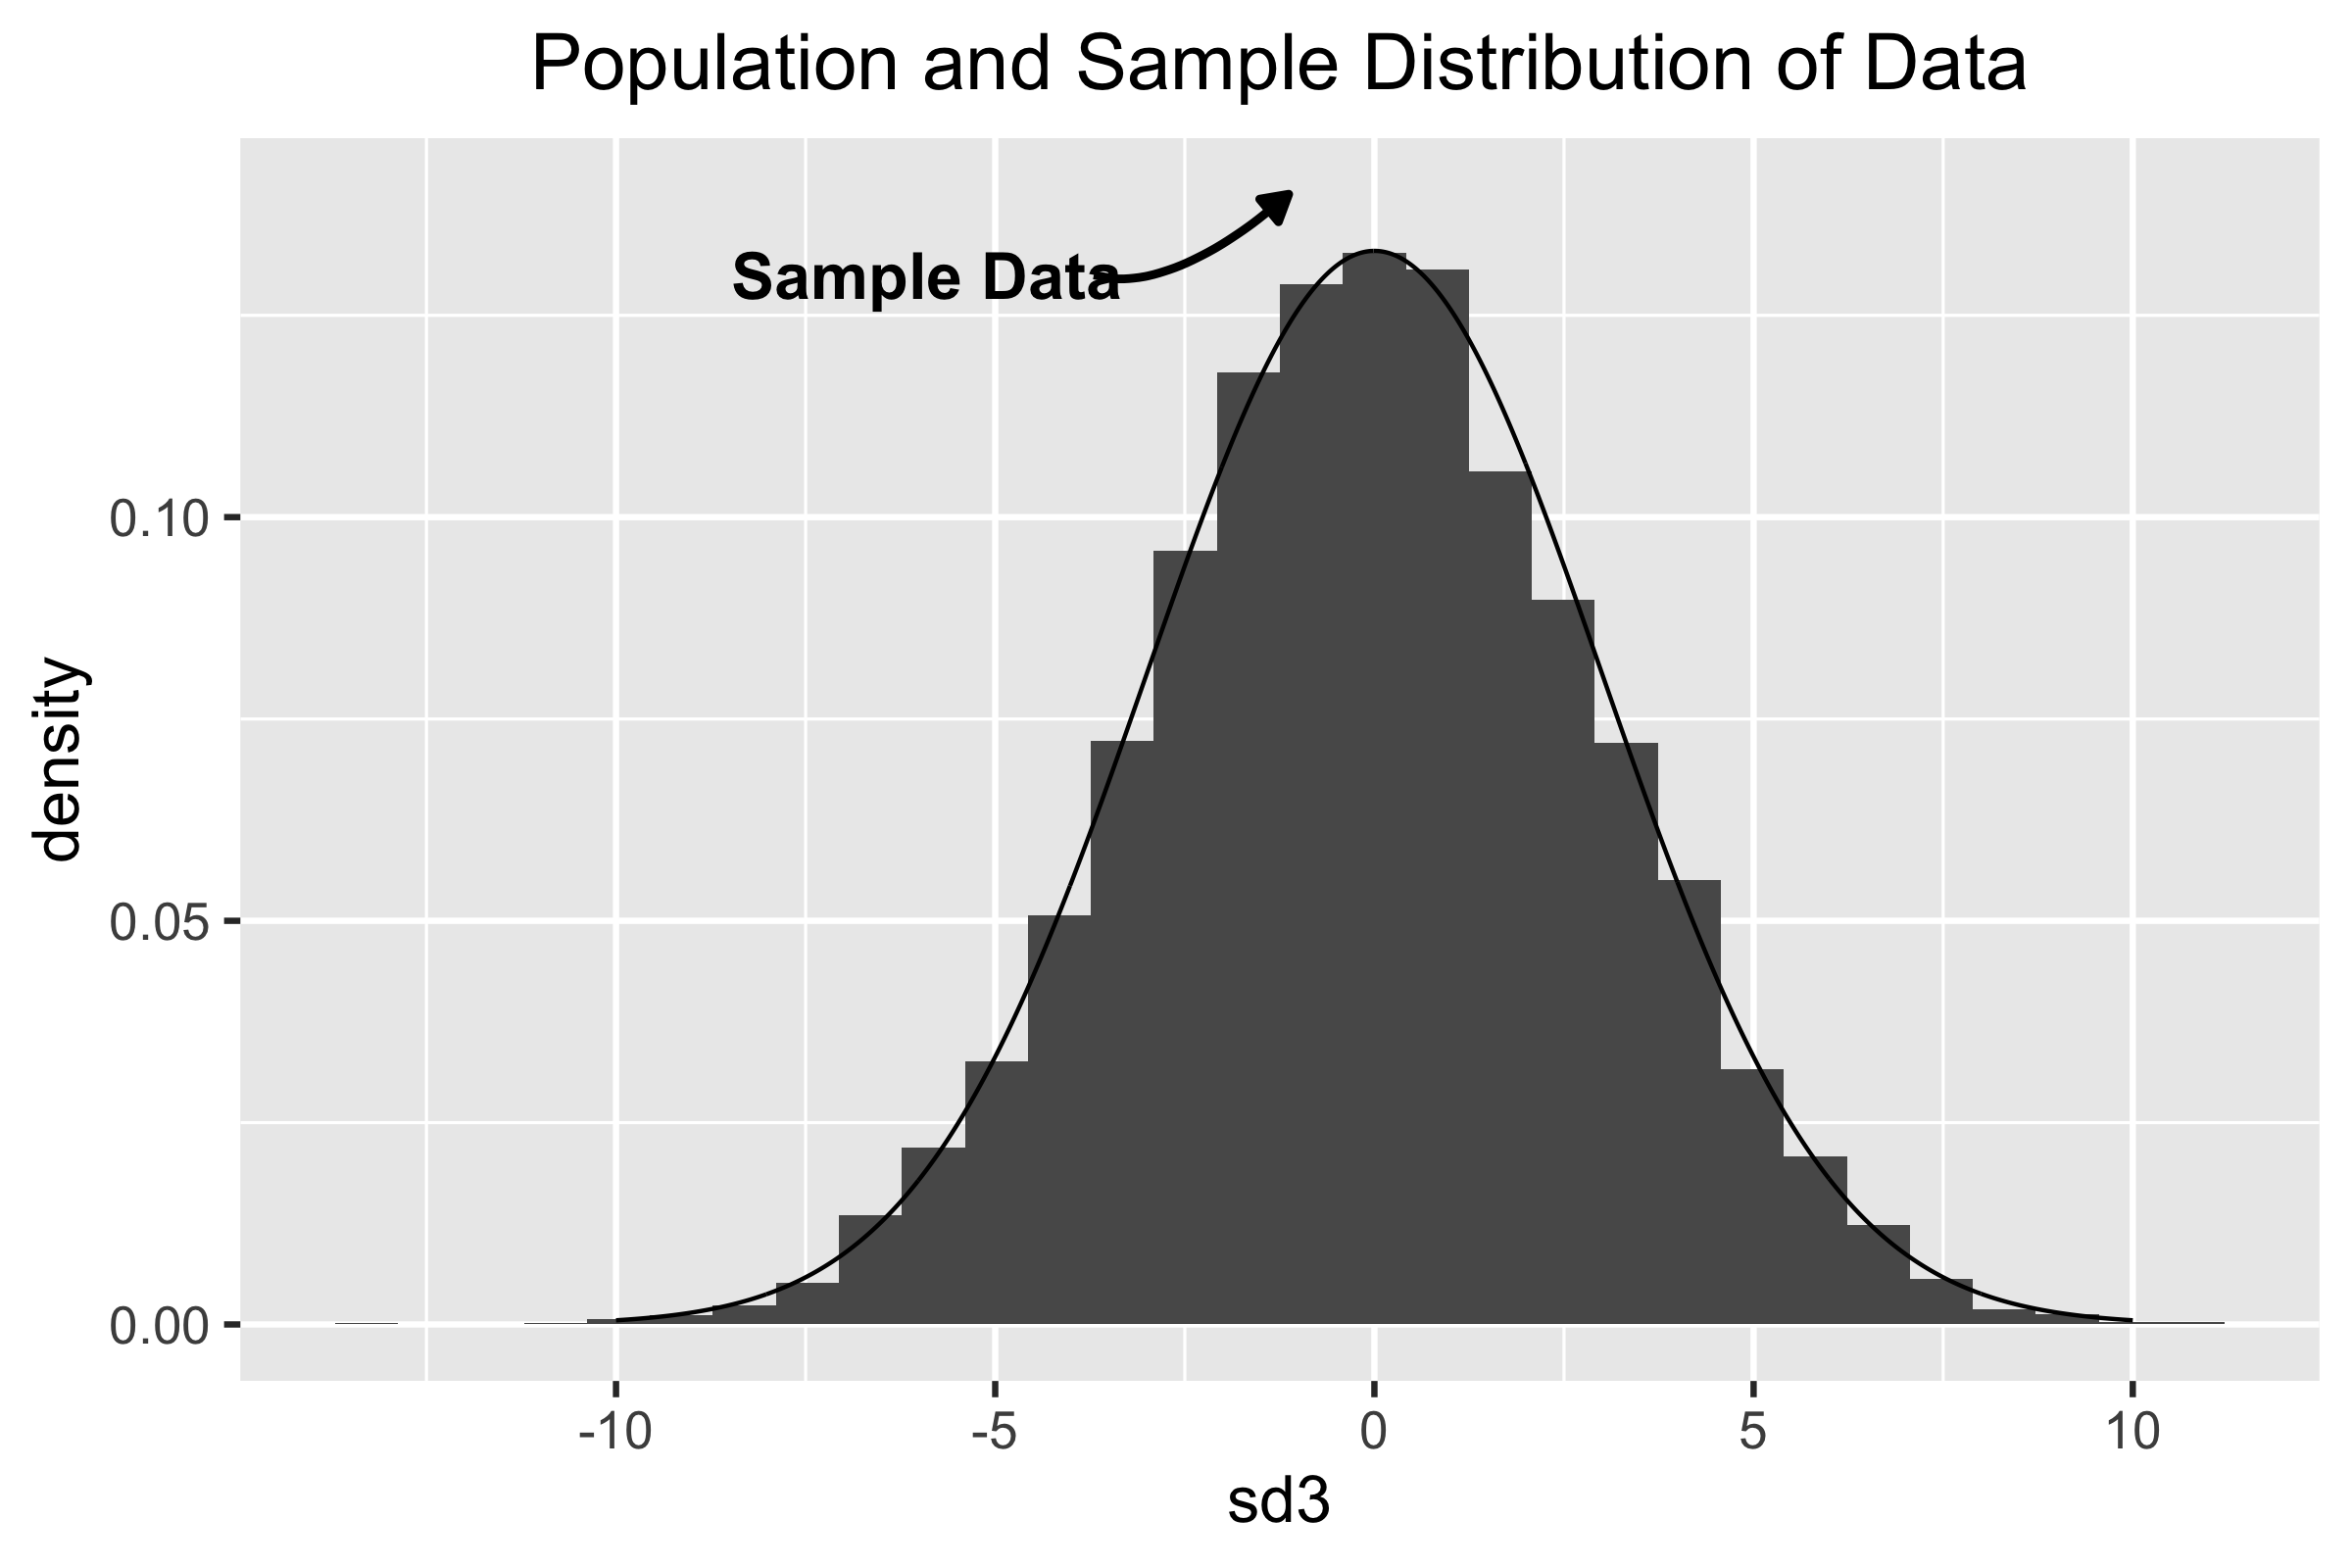 Population and Sample Distribution of Data
Sample Data
density
0.10
0.05
0.00
-10
-5
0
5
10
sd3